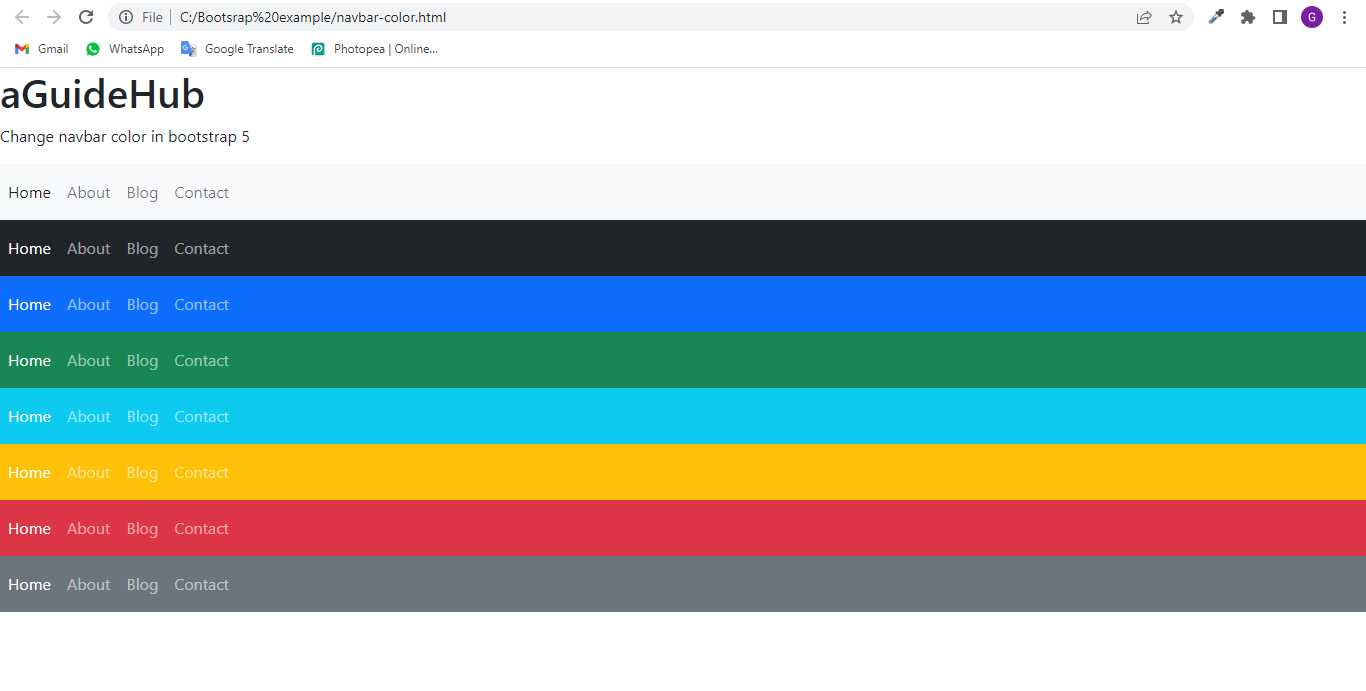 File | C:/Bootsrap%20example/navbar-color.html G
Gmail WhatsApp Google Translate Photopea | Online...
aGuideHub
Change navbar color in bootstrap 5
Home About Blog Contact
Home About Blog Contact
Home About Blog Contact
Home About Blog Contact
Home About Blog Contact
Home About Blog Contact
Home About Blog Contact
Home About Blog Contact